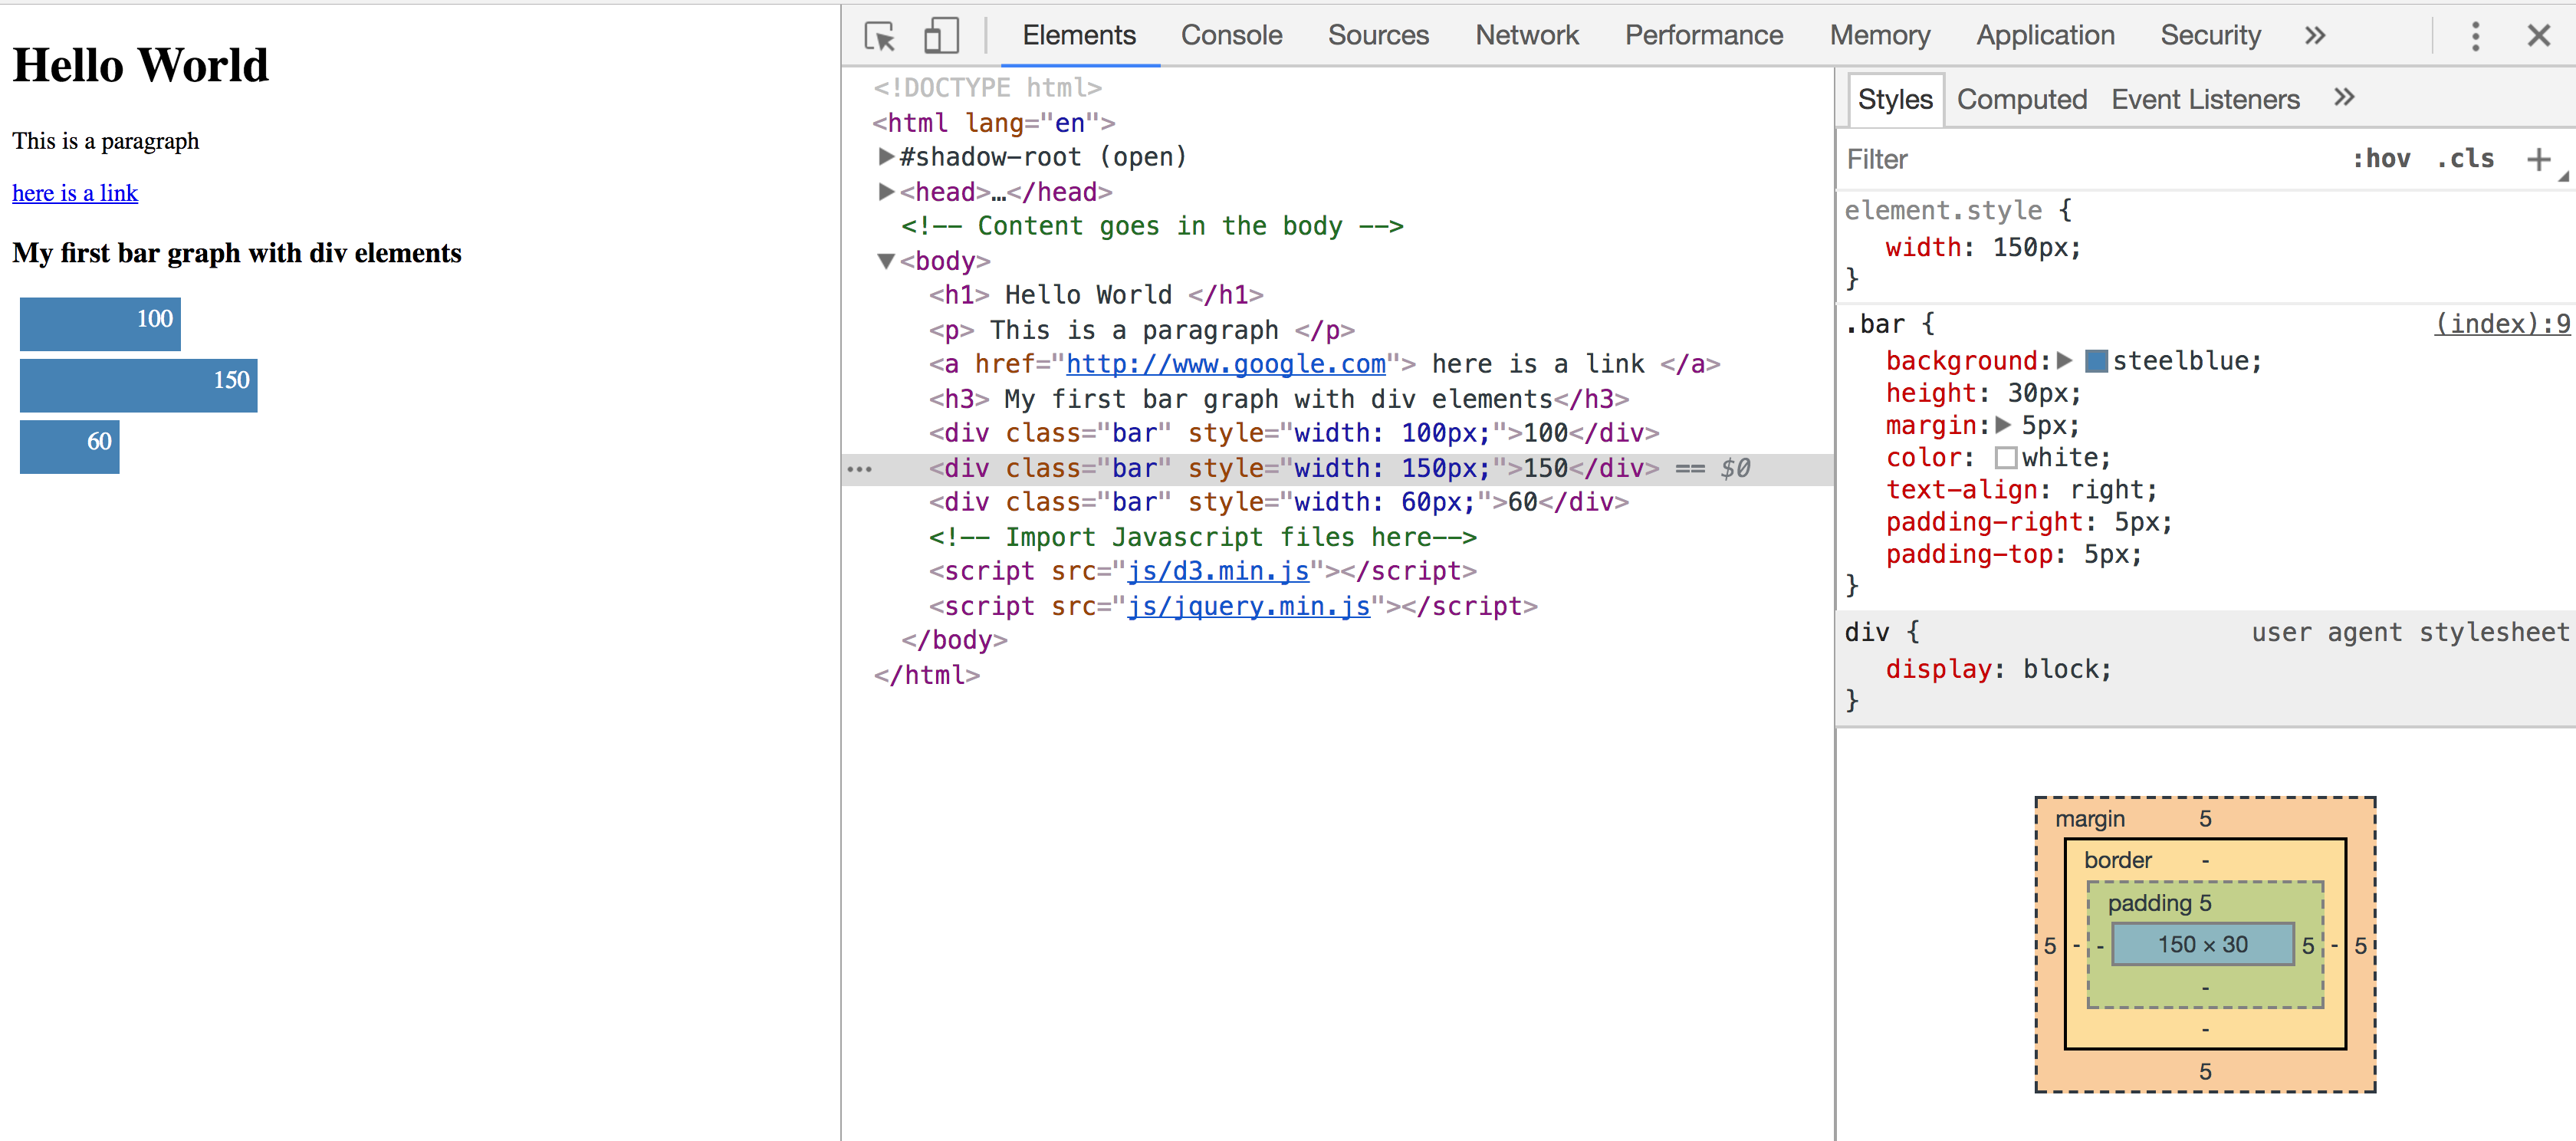 Hello World
This is a paragraph
here is a link
My first bar graph with div elements
100
150
60
Elements Console Sources Network Performance Memory Application Security »
<!DOCTYPE html>
<html lang="en">
▶#shadow-root (open)
▶<head>…</head>
<!-- Content goes in the body -->
▼<body>
<h1> Hello World </h1>
<p> This is a paragraph </p>
<a href="http://www.google.com"> here is a link </a>
<h3> My first bar graph with div elements</h3>
<div class="bar" style="width: 100px;">100</div>
... <div class="bar" style="width: 150px;">150</div> == $0
<div class="bar" style="width: 60px;">60</div>
<!-- Import Javascript files here-->
<script src="js/d3.min.js"></script>
<script src="js/jquery.min.js"></script>
</body>
</html>
Styles Computed Event Listeners »
Filter :hov .cls +
element.style {
width: 150px;
}
.bar { (index):9
background:▶ steelblue;
height: 30px;
margin:▶ 5px;
color: white;
text-align: right;
padding-right: 5px;
padding-top: 5px;
}
div { user agent stylesheet
display: block;
}
margin 5
border -
padding 5
5 - - 150 × 30 5 - 5
-
-
5